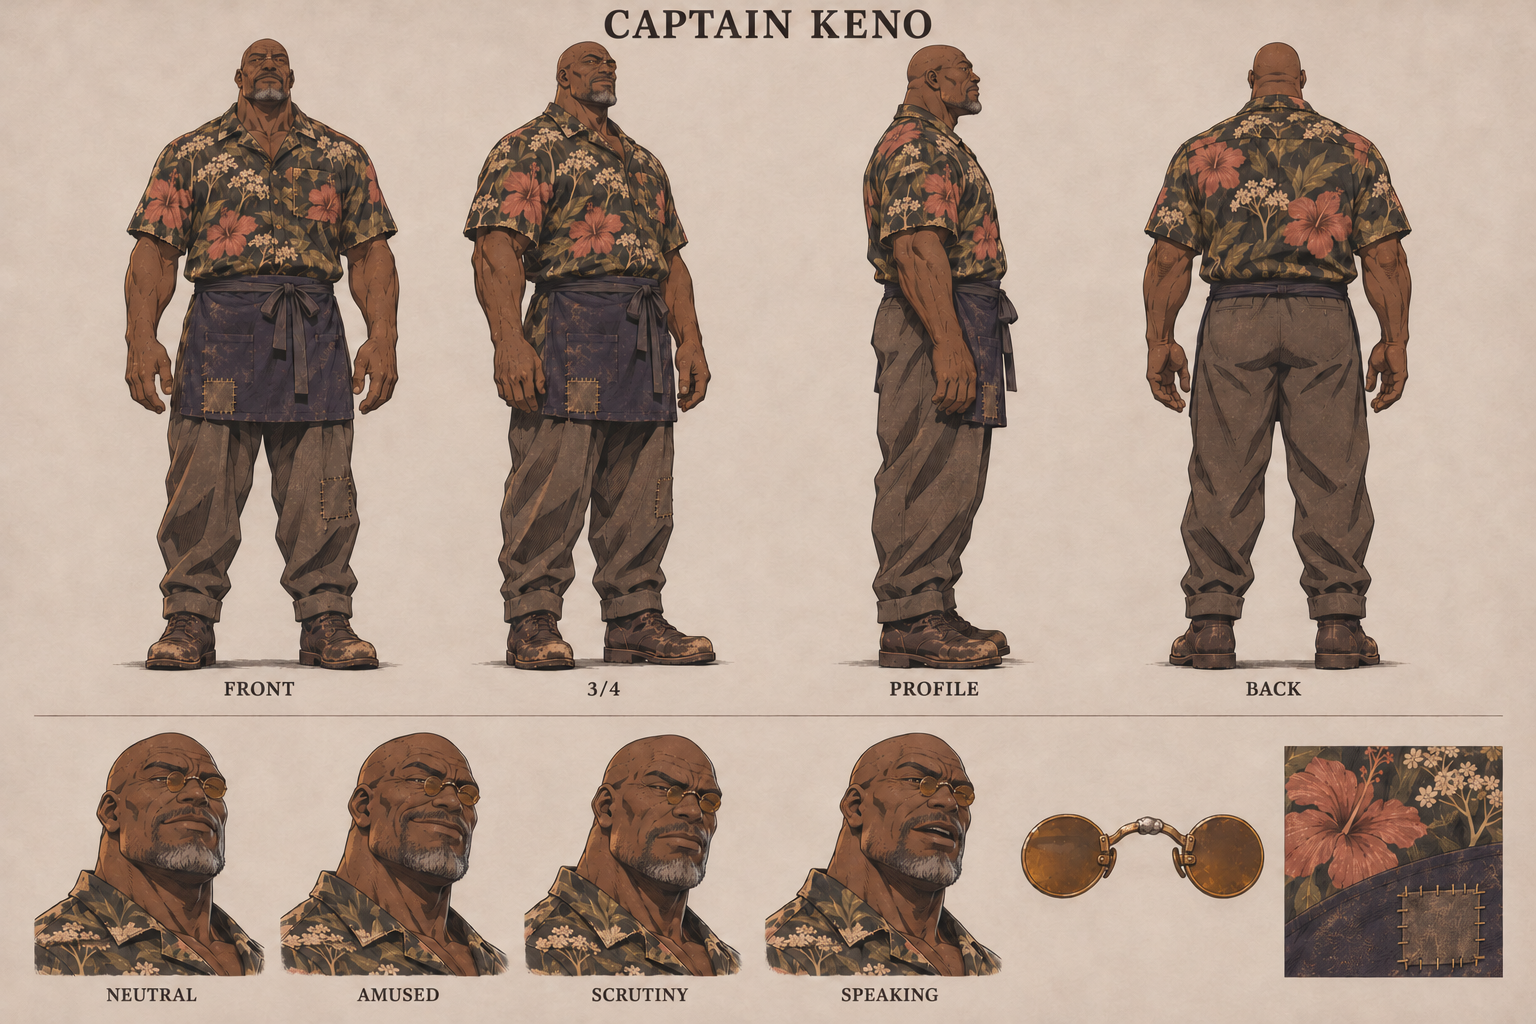 CAPTAIN KENO
FRONT
3/4
PROFILE
BACK
NEUTRAL
AMUSED
SCRUTINY
SPEAKING